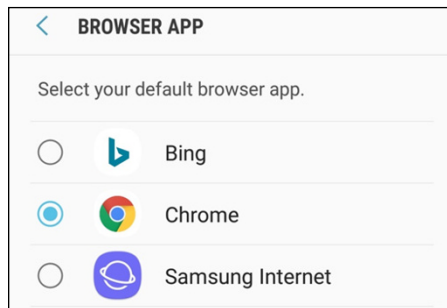 BROWSER APP
Select your default browser app.
Bing
Chrome
Samsung Internet